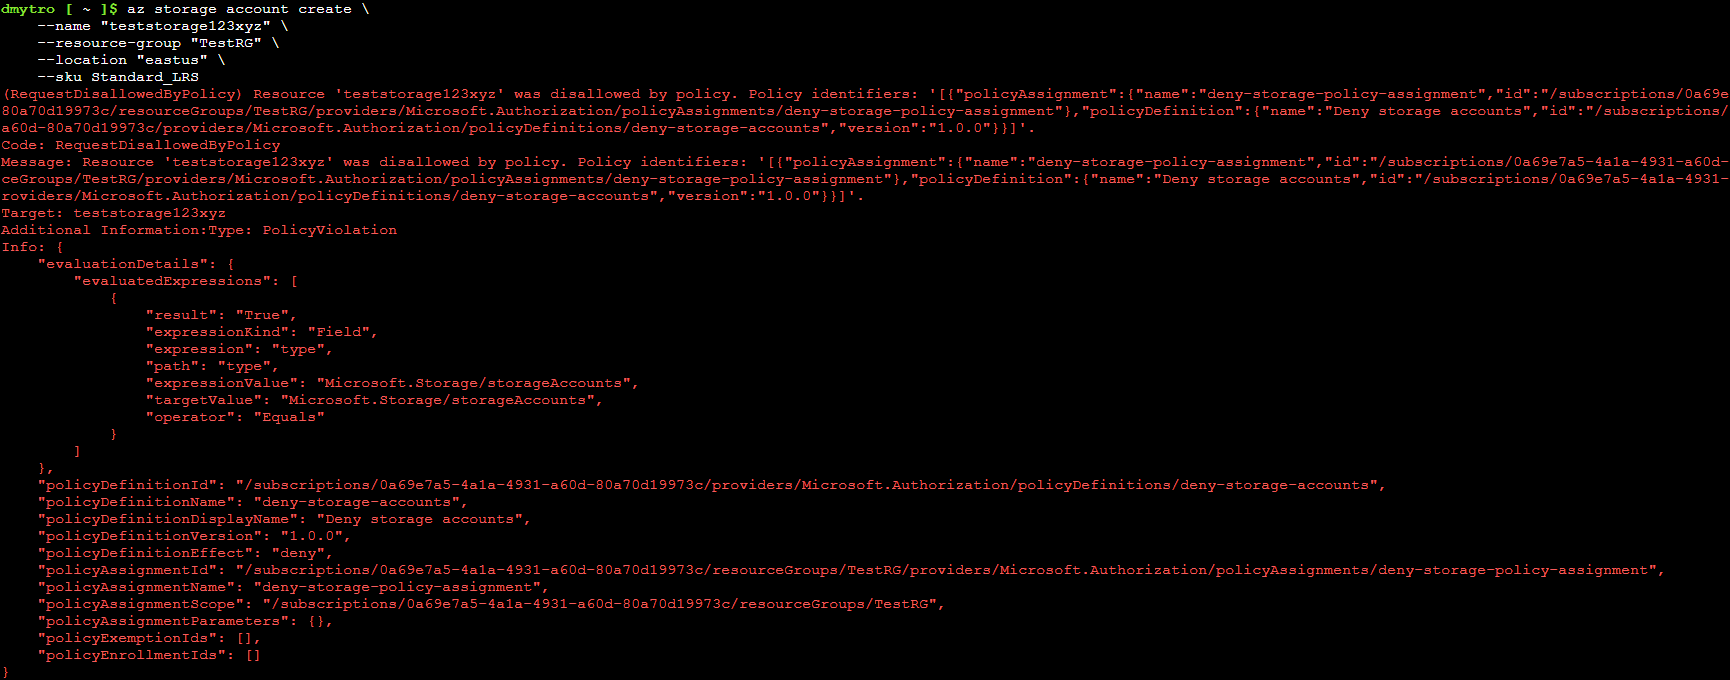 dmytro [ ~ ]$ az storage account create \
    --name "teststorage123xyz" \
    --resource-group "TestRG" \
    --location "eastus" \
    --sku Standard_LRS
(RequestDisallowedByPolicy) Resource 'teststorage123xyz' was disallowed by policy. Policy identifiers: '[{"policyAssignment":{"name":"deny-storage-policy-assignment","id":"/subscriptions/0a69e
80a70d19973c/resourceGroups/TestRG/providers/Microsoft.Authorization/policyAssignments/deny-storage-policy-assignment"},"policyDefinition":{"name":"Deny storage accounts","id":"/subscriptions/
a60d-80a70d19973c/providers/Microsoft.Authorization/policyDefinitions/deny-storage-accounts","version":"1.0.0"}}]'.
Code: RequestDisallowedByPolicy
Message: Resource 'teststorage123xyz' was disallowed by policy. Policy identifiers: '[{"policyAssignment":{"name":"deny-storage-policy-assignment","id":"/subscriptions/0a69e7a5-4a1a-4931-a60d-
ceGroups/TestRG/providers/Microsoft.Authorization/policyAssignments/deny-storage-policy-assignment"},"policyDefinition":{"name":"Deny storage accounts","id":"/subscriptions/0a69e7a5-4a1a-4931-
roviders/Microsoft.Authorization/policyDefinitions/deny-storage-accounts","version":"1.0.0"}}]'.
Target: teststorage123xyz
Additional Information:Type: PolicyViolation
Info: {
    "evaluationDetails": {
        "evaluatedExpressions": [
            {
                "result": "True",
                "expressionKind": "Field",
                "expression": "type",
                "path": "type",
                "expressionValue": "Microsoft.Storage/storageAccounts",
                "targetValue": "Microsoft.Storage/storageAccounts",
                "operator": "Equals"
            }
        ]
    },
    "policyDefinitionId": "/subscriptions/0a69e7a5-4a1a-4931-a60d-80a70d19973c/providers/Microsoft.Authorization/policyDefinitions/deny-storage-accounts",
    "policyDefinitionName": "deny-storage-accounts",
    "policyDefinitionDisplayName": "Deny storage accounts",
    "policyDefinitionVersion": "1.0.0",
    "policyDefinitionEffect": "deny",
    "policyAssignmentId": "/subscriptions/0a69e7a5-4a1a-4931-a60d-80a70d19973c/resourceGroups/TestRG/providers/Microsoft.Authorization/policyAssignments/deny-storage-policy-assignment",
    "policyAssignmentName": "deny-storage-policy-assignment",
    "policyAssignmentScope": "/subscriptions/0a69e7a5-4a1a-4931-a60d-80a70d19973c/resourceGroups/TestRG",
    "policyAssignmentParameters": {},
    "policyExemptionIds": [],
    "policyEnrollmentIds": []
}